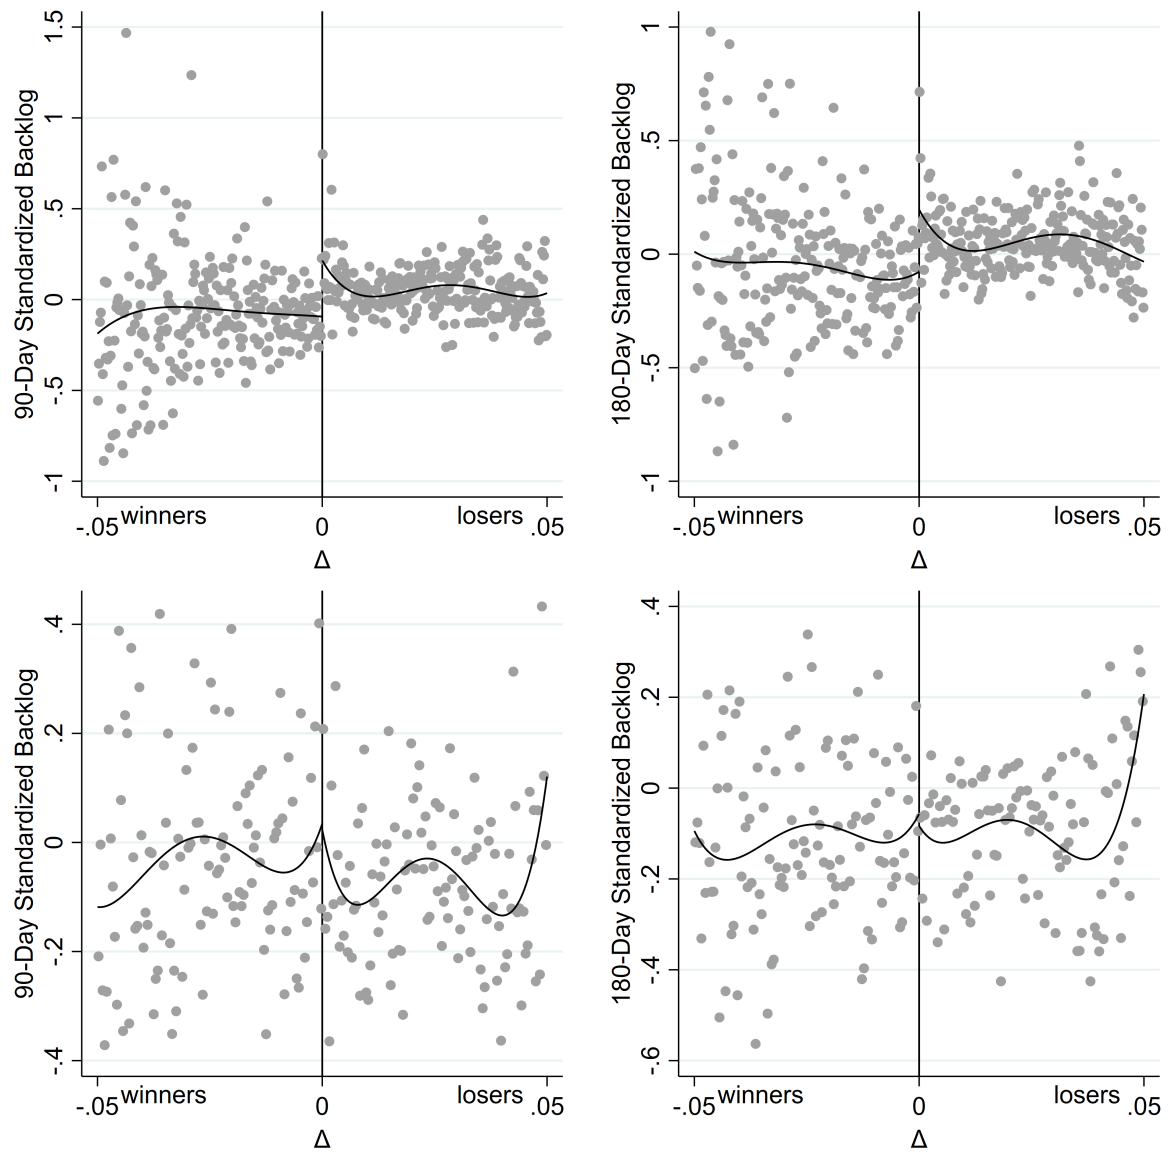 90-Day Standardized Backlog
1.5
1
.5
0
-.5
-1
-.05
winners
0
losers
.05
Δ
180-Day Standardized Backlog
1
.5
0
-.5
-1
-.05
winners
0
losers
.05
Δ
90-Day Standardized Backlog
.4
.2
0
-.2
-.4
-.05
winners
0
losers
.05
Δ
180-Day Standardized Backlog
.4
.2
0
-.2
-.4
-.6
-.05
winners
0
losers
.05
Δ